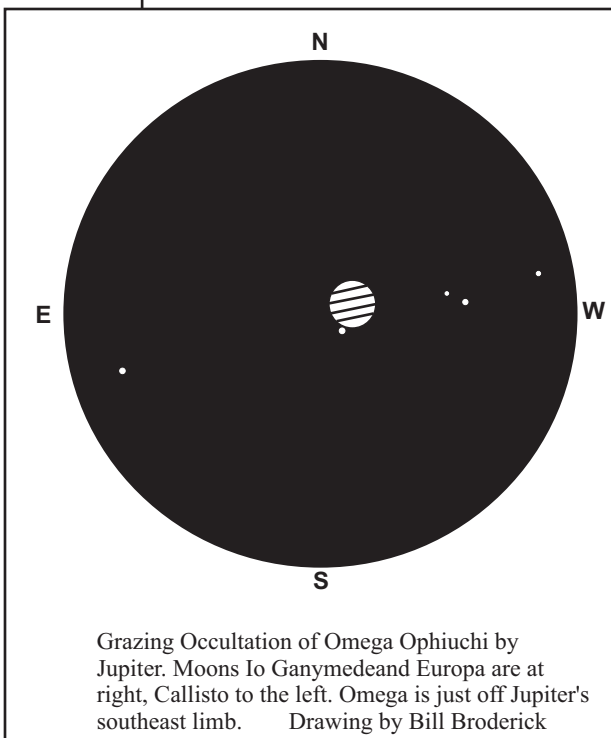 N
E
W
S
Grazing Occultation of Omega Ophiuchi by
Jupiter. Moons Io Ganymedeand Europa are at
right, Callisto to the left. Omega is just off Jupiter's
southeast limb. Drawing by Bill Broderick